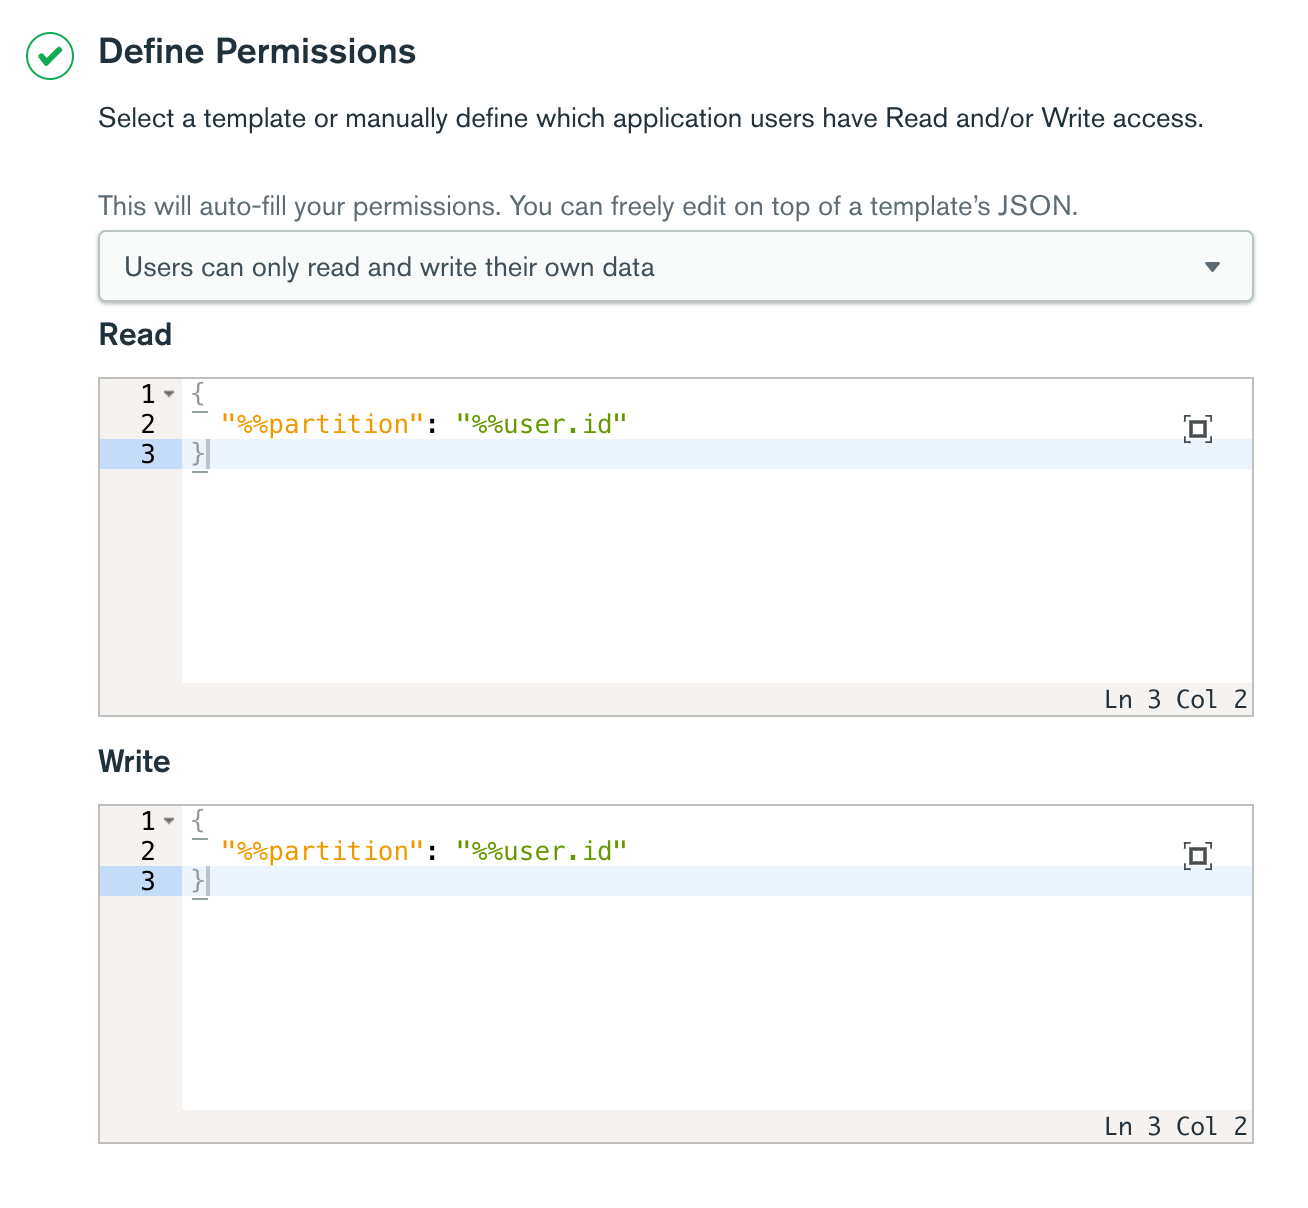 Define Permissions
Select a template or manually define which application users have Read and/or Write access.
This will auto-fill your permissions. You can freely edit on top of a template’s JSON.
Users can only read and write their own data
Read
1 {
2 "%%partition": "%%user.id"
3 }
Ln 3 Col 2
Write
1 {
2 "%%partition": "%%user.id"
3 }
Ln 3 Col 2